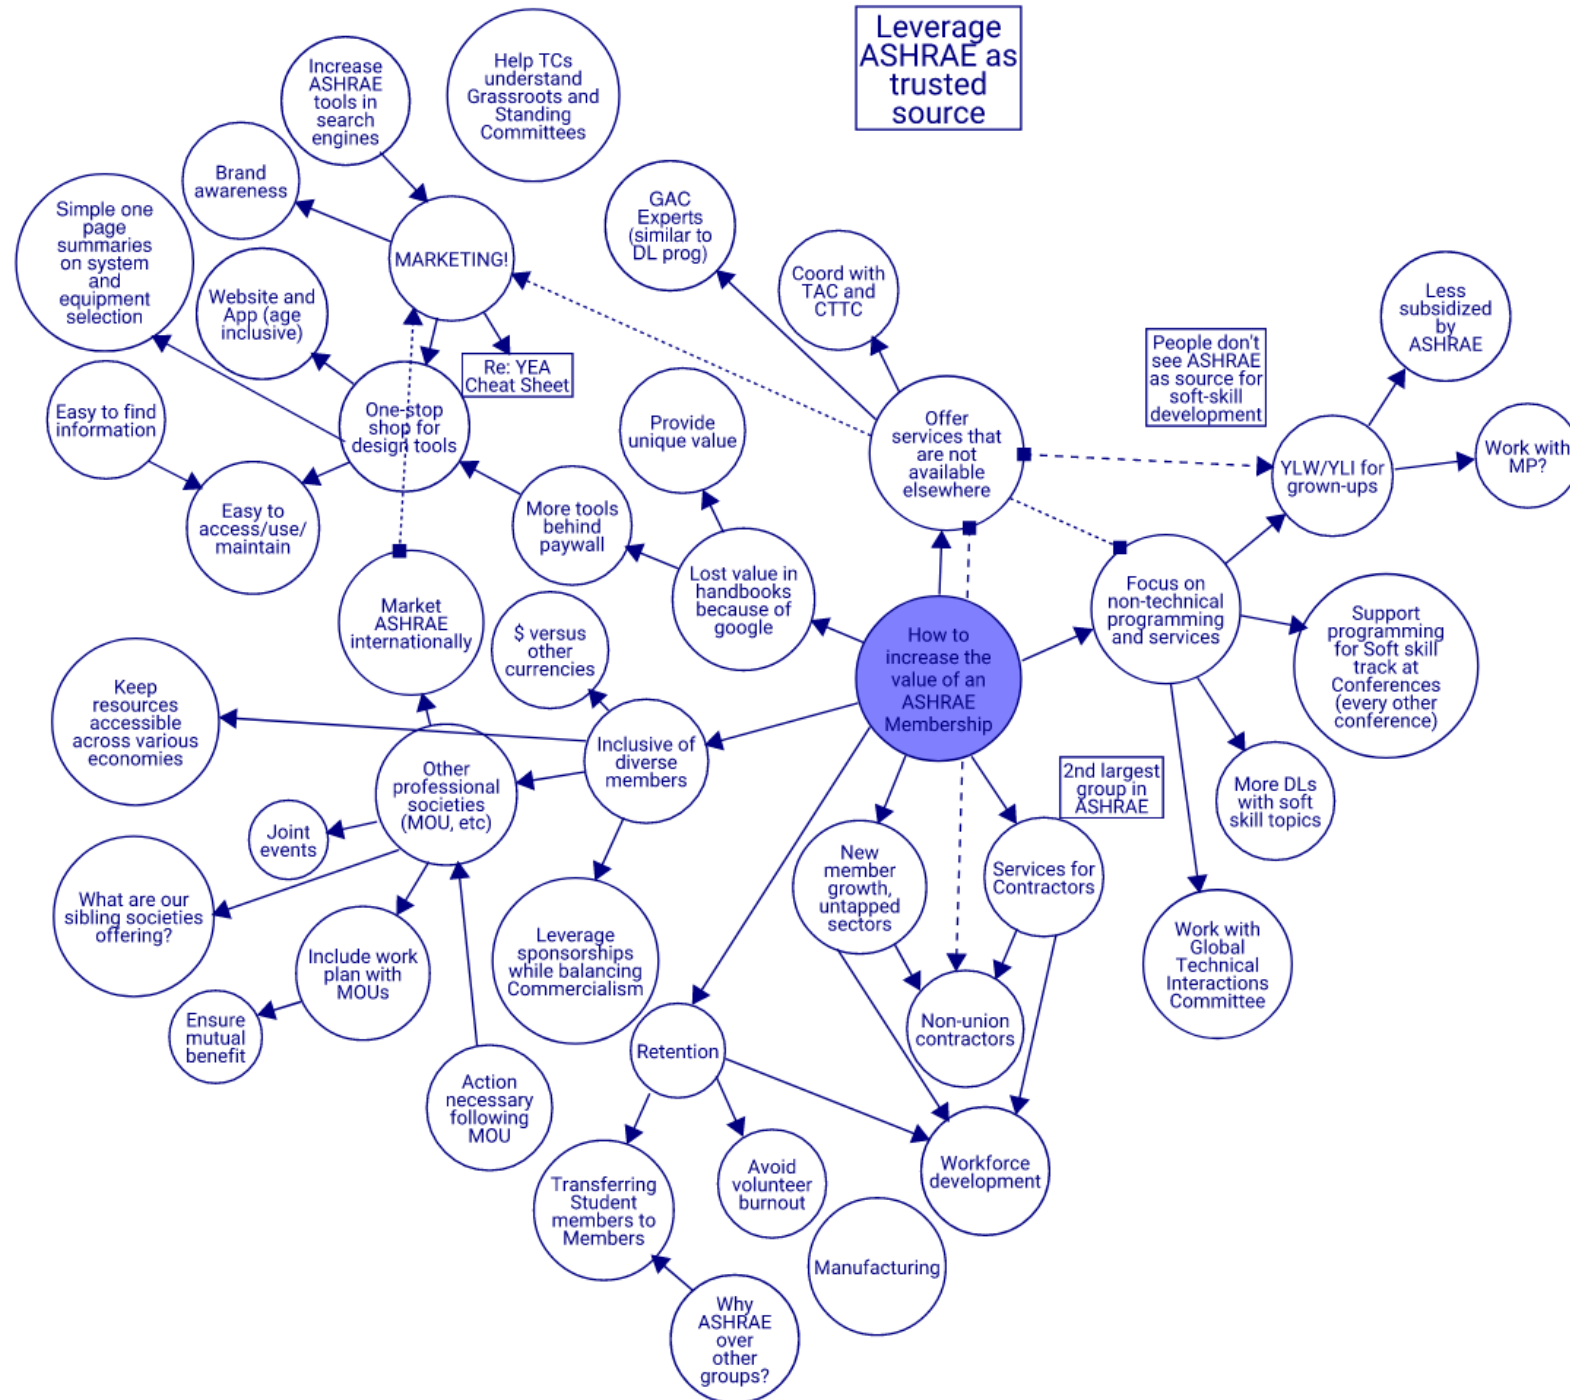 Leverage
ASHRAE as
trusted
source
Increase
ASHRAE
tools in
search
engines
Help TCs
understand
Grassroots and
Standing
Committees
Brand
awareness
Simple one
page
summaries
on system
and
equipment
selection
MARKETING!
GAC
Experts
(similar to
DL prog)
Coord with
TAC and
CTTC
Website and
App (age
inclusive)
Less
subsidized
by
ASHRAE
People don't
see ASHRAE
as source for
soft-skill
development
Re: YEA
Cheat Sheet
Easy to find
information
One-stop
shop for
design tools
Provide
unique value
Offer
services that
are not
available
elsewhere
YLW/YLI for
grown-ups
Work with
MP?
Easy to
access/use/
maintain
More tools
behind
paywall
Lost value in
handbooks
because of
google
Focus on
non-technical
programming
and services
Market
ASHRAE
internationally
$ versus
other
currencies
How to
increase the
value of an
ASHRAE
Membership
Support
programming
for Soft skill
track at
Conferences
(every other
conference)
Keep
resources
accessible
across various
economies
Inclusive of
diverse
members
Other
professional
societies
(MOU, etc)
2nd largest
group in
ASHRAE
More DLs
with soft
skill topics
Joint
events
New
member
growth,
untapped
sectors
Services for
Contractors
What are our
sibling societies
offering?
Leverage
sponsorships
while balancing
Commercialism
Work with
Global
Technical
Interactions
Committee
Include work
plan with
MOUs
Ensure
mutual
benefit
Non-union
contractors
Retention
Action
necessary
following
MOU
Transferring
Student
members to
Members
Avoid
volunteer
burnout
Workforce
development
Manufacturing
Why
ASHRAE
over
other
groups?